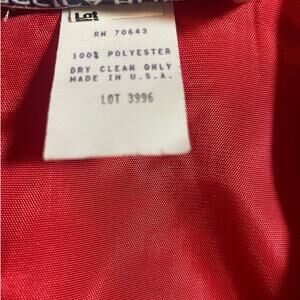 Lot
RN 70643
100% POLYESTER
DRY CLEAN ONLY
MADE IN U.S.A.
LOT 3996